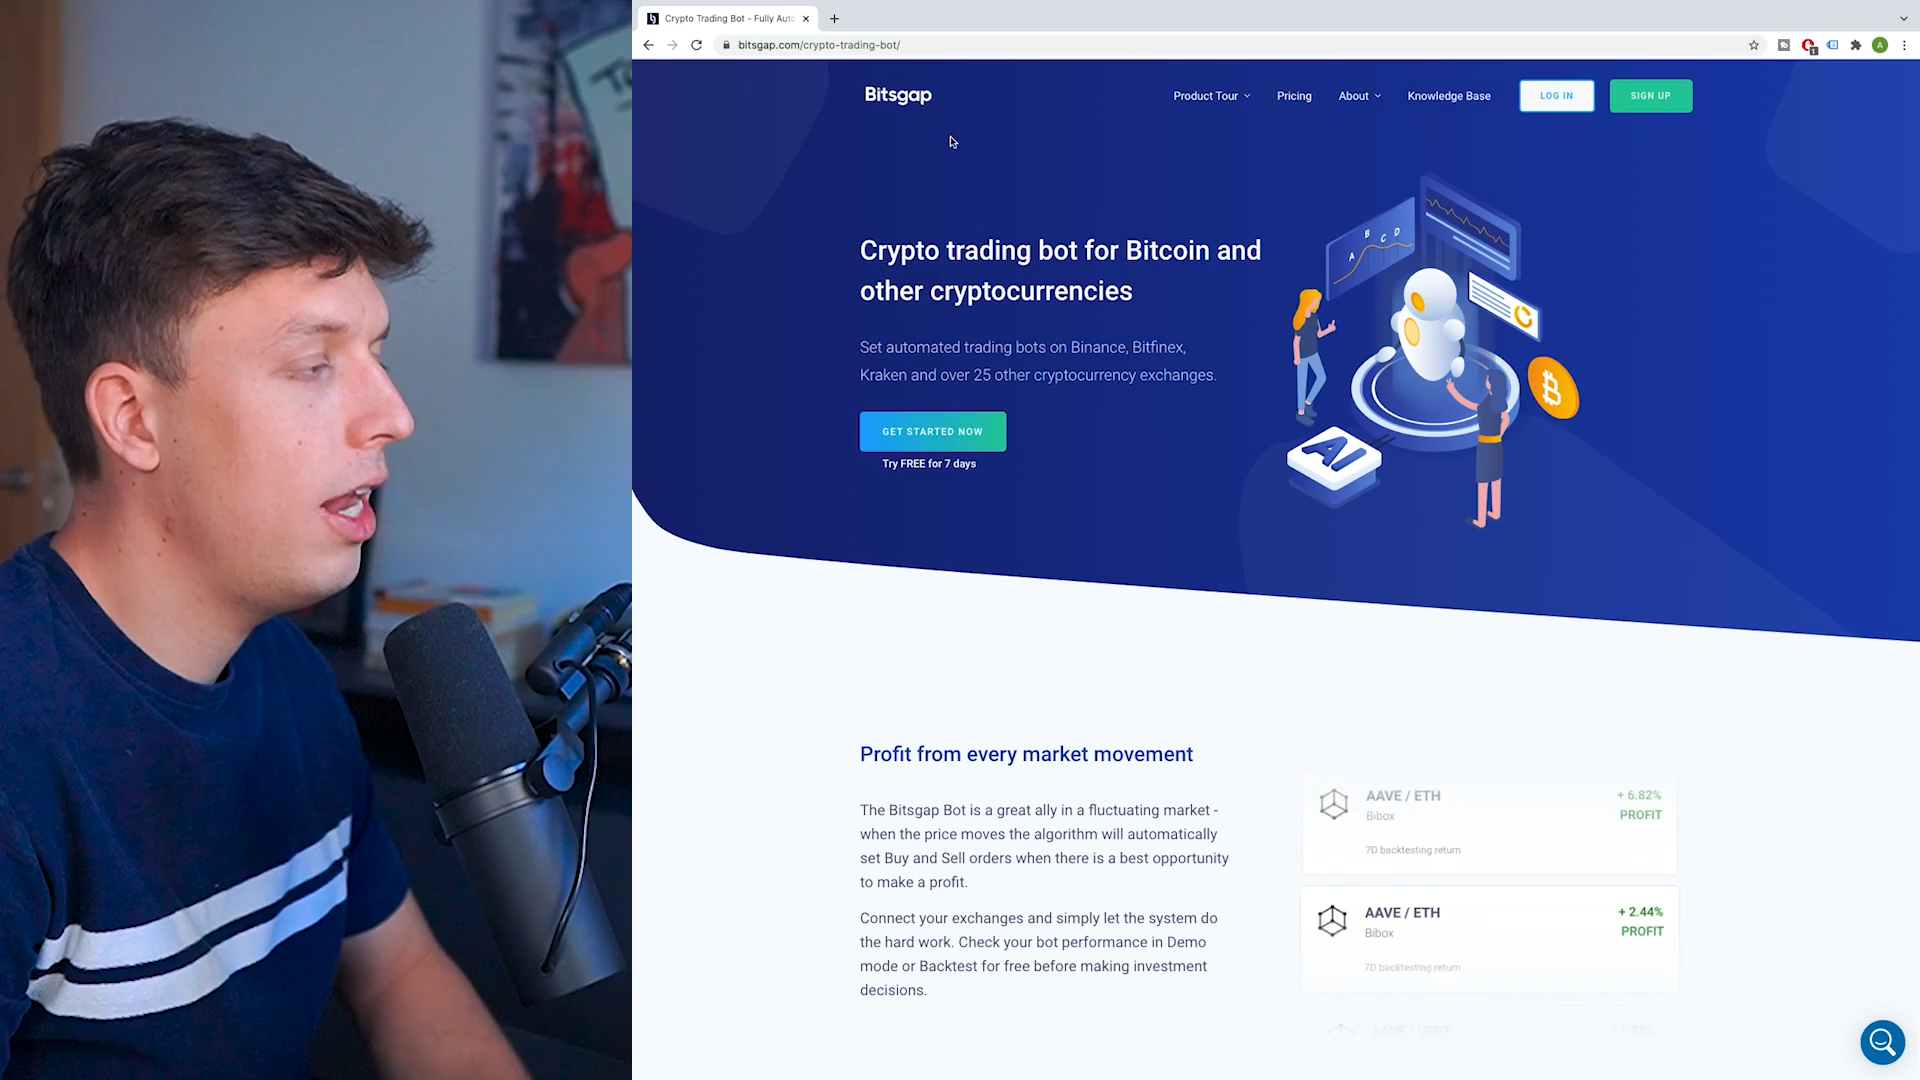 Crypto Trading Bot - Fully Auto
bitsgap.com/crypto-trading-bot/
A
Bitsgap
Product Tour
Pricing
About
Knowledge Base
LOG IN
SIGN UP
Crypto trading bot for Bitcoin and
other cryptocurrencies
Set automated trading bots on Binance, Bitfinex,
Kraken and over 25 other cryptocurrency exchanges.
GET STARTED NOW
Try FREE for 7 days
A B C D
AI
Profit from every market movement
The Bitsgap Bot is a great ally in a fluctuating market -
when the price moves the algorithm will automatically
set Buy and Sell orders when there is a best opportunity
to make a profit.
Connect your exchanges and simply let the system do
the hard work. Check your bot performance in Demo
mode or Backtest for free before making investment
decisions.
AAVE / ETH
+ 6.82%
Bibox
PROFIT
7D backtesting return
AAVE / ETH
+ 2.44%
Bibox
PROFIT
7D backtesting return